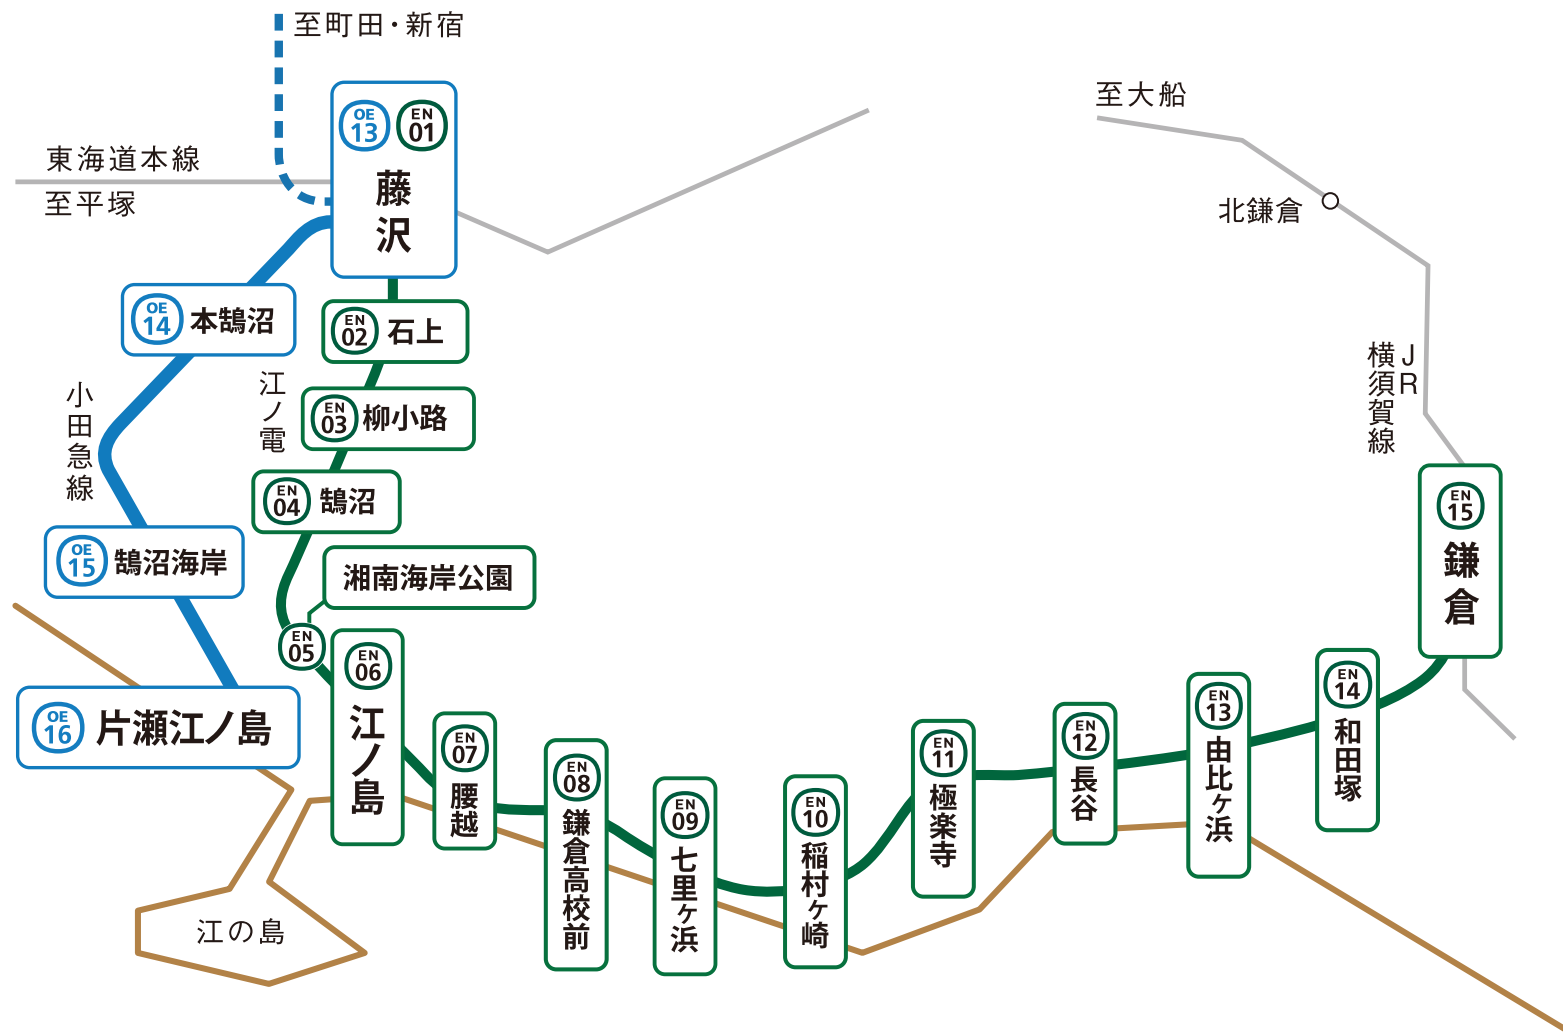 至町田・新宿
東海道本線
至平塚
OE
13
EN
01
藤沢
至大船
北鎌倉
JR
横須賀線
OE
14
本鵠沼
EN
02
石上
江ノ電
EN
03
柳小路
小田急線
EN
04
鵠沼
OE
15
鵠沼海岸
湘南海岸公園
EN
05
OE
16
片瀬江ノ島
EN
06
江ノ島
EN
07
腰越
EN
08
鎌倉高校前
EN
09
七里ヶ浜
EN
10
稲村ヶ崎
EN
11
極楽寺
EN
12
長谷
EN
13
由比ヶ浜
EN
14
和田塚
EN
15
鎌倉
江の島